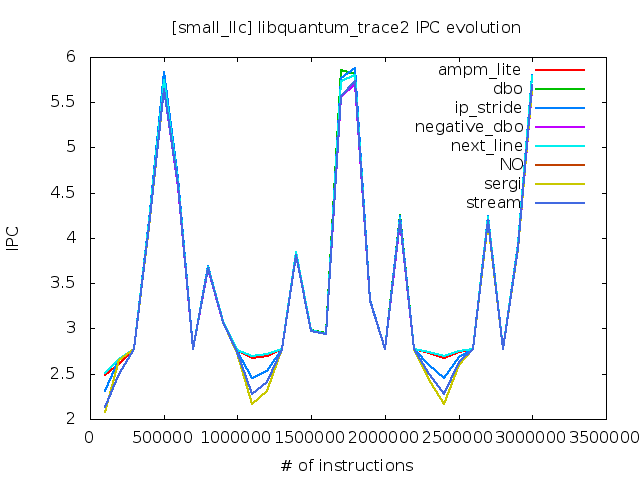 [small_llc] libquantum_trace2 IPC evolution
6
5.5
5
4.5
4
3.5
3
2.5
2
IPC
ampm_lite
dbo
ip_stride
negative_dbo
next_line
NO
sergi
stream
0
500000
1000000
1500000
2000000
2500000
3000000
3500000
# of instructions